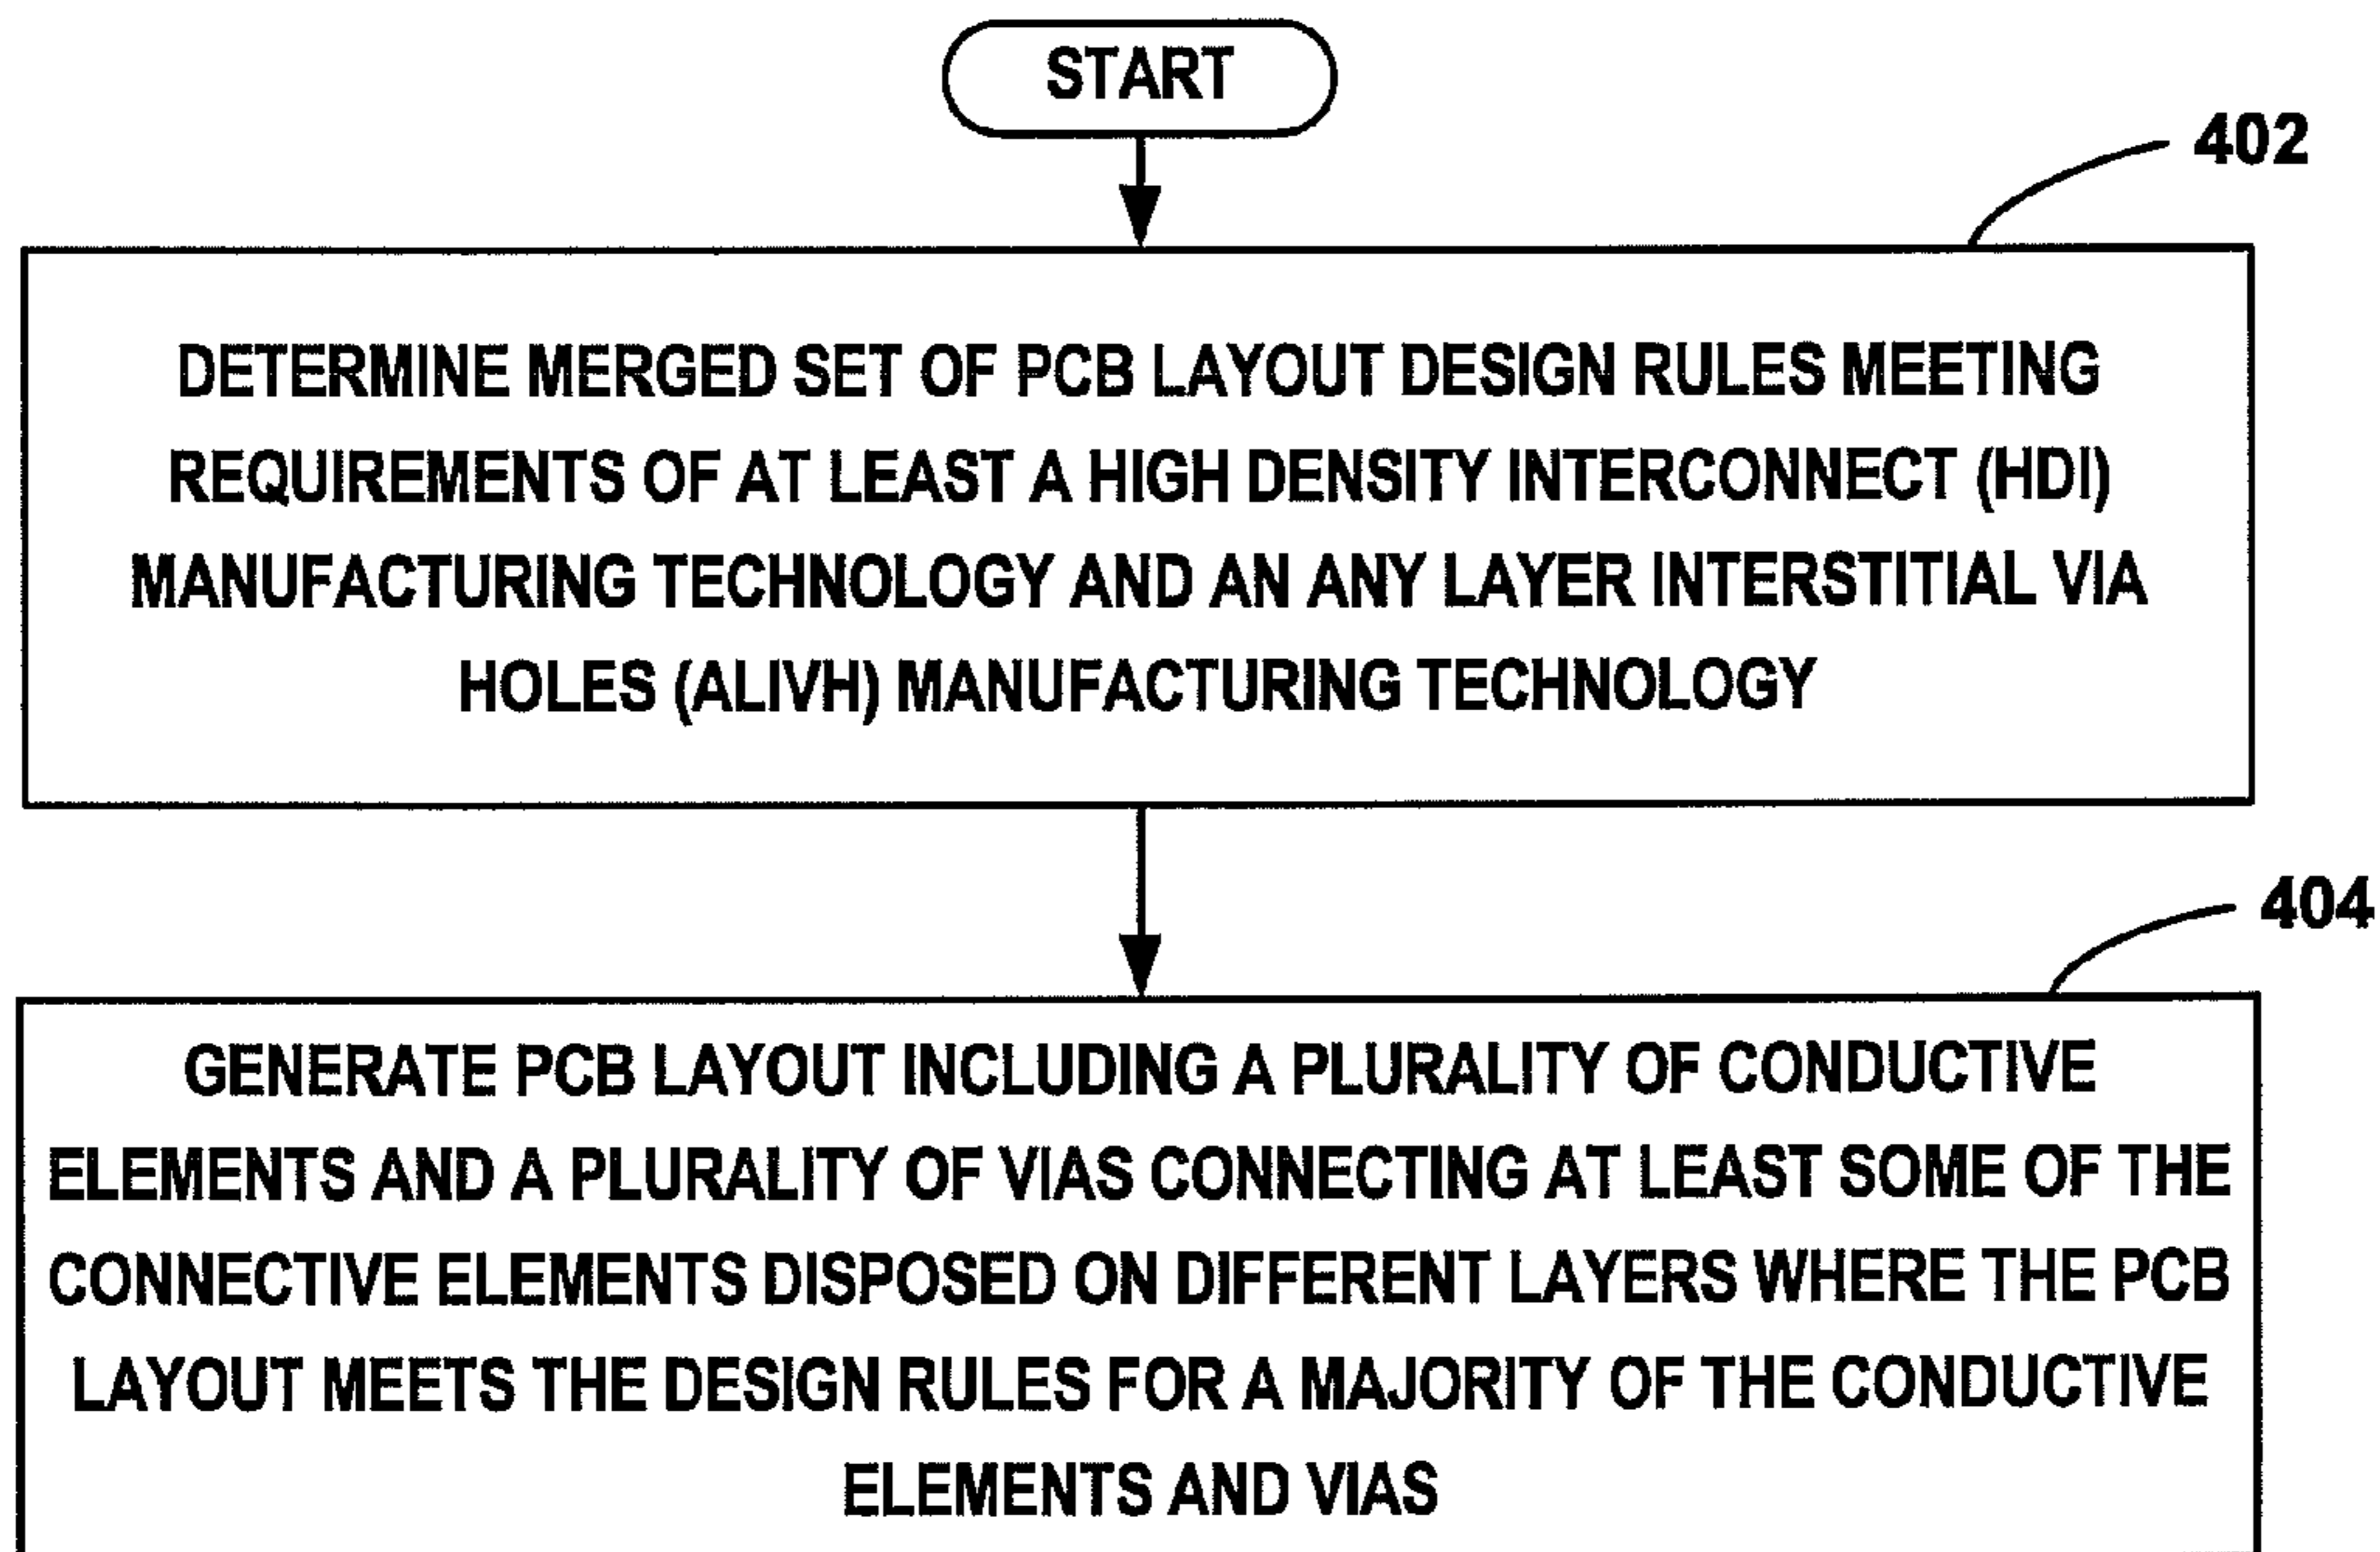 START
402
DETERMINE MERGED SET OF PCB LAYOUT DESIGN RULES MEETING
REQUIREMENTS OF AT LEAST A HIGH DENSITY INTERCONNECT (HDI)
MANUFACTURING TECHNOLOGY AND AN ANY LAYER INTERSTITIAL VIA
HOLES (ALIVH) MANUFACTURING TECHNOLOGY
404
GENERATE PCB LAYOUT INCLUDING A PLURALITY OF CONDUCTIVE
ELEMENTS AND A PLURALITY OF VIAS CONNECTING AT LEAST SOME OF THE
CONNECTIVE ELEMENTS DISPOSED ON DIFFERENT LAYERS WHERE THE PCB
LAYOUT MEETS THE DESIGN RULES FOR A MAJORITY OF THE CONDUCTIVE
ELEMENTS AND VIAS